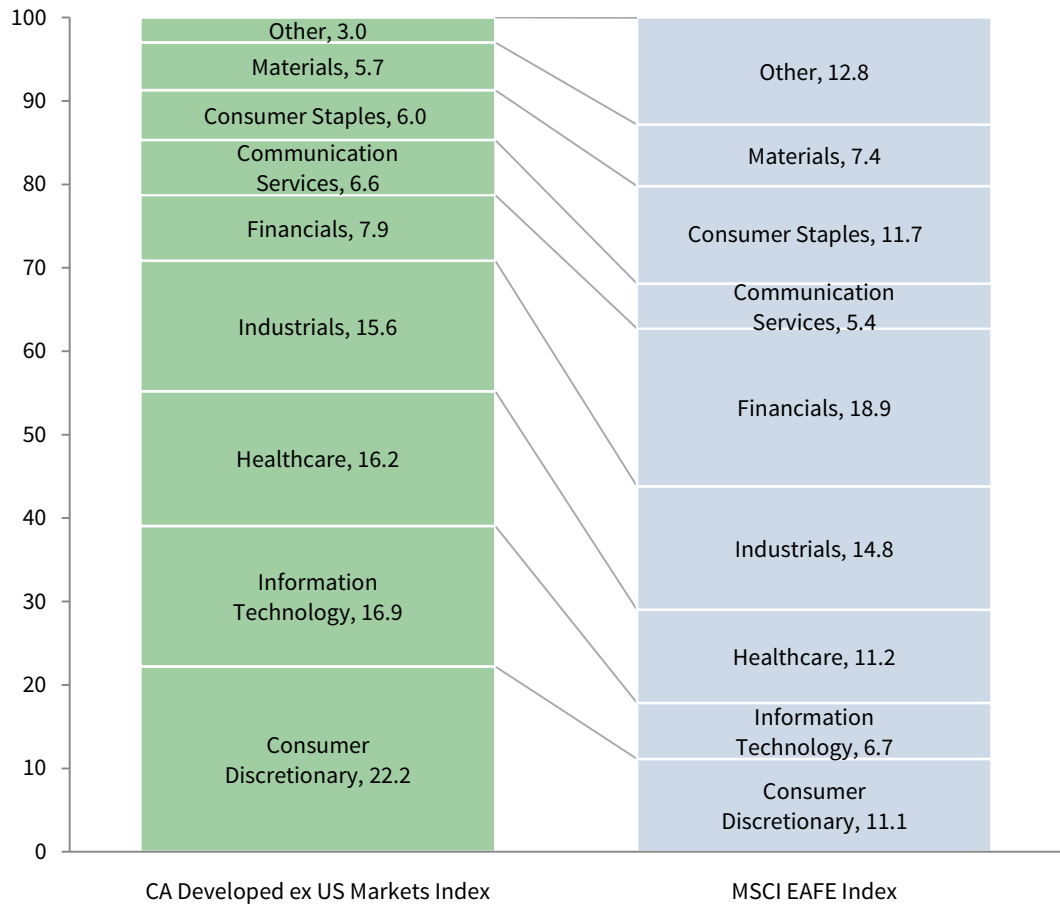 100
90
80
70
60
50
40
30
20
10
0
Other, 3.0
Materials, 5.7
Consumer Staples, 6.0
Communication
Services, 6.6
Financials, 7.9
Industrials, 15.6
Healthcare, 16.2
Information
Technology, 16.9
Consumer
Discretionary, 22.2
Other, 12.8
Materials, 7.4
Consumer Staples, 11.7
Communication
Services, 5.4
Financials, 18.9
Industrials, 14.8
Healthcare, 11.2
Information
Technology, 6.7
Consumer
Discretionary, 11.1
CA Developed ex US Markets Index
MSCI EAFE Index